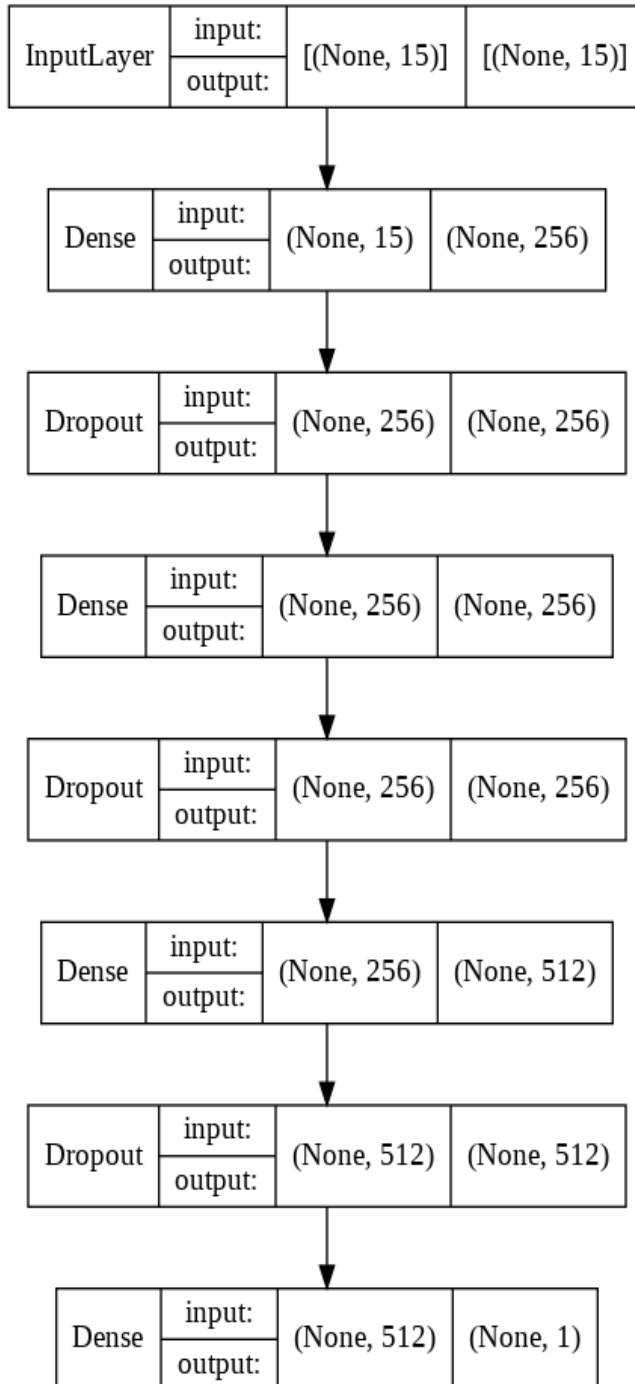 InputLayer input: output: [(None, 15)] [(None, 15)]
Dense input: output: (None, 15) (None, 256)
Dropout input: output: (None, 256) (None, 256)
Dense input: output: (None, 256) (None, 256)
Dropout input: output: (None, 256) (None, 256)
Dense input: output: (None, 256) (None, 512)
Dropout input: output: (None, 512) (None, 512)
Dense input: output: (None, 512) (None, 1)